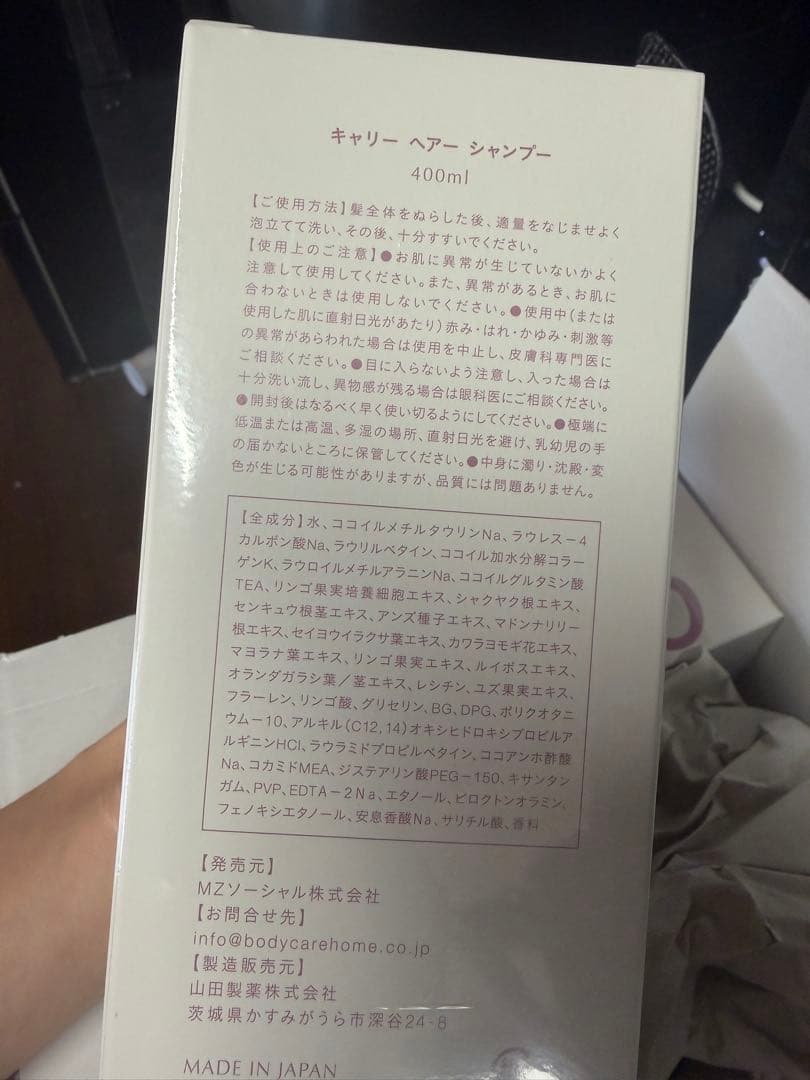 キャリー ヘアー シャンプー
400ml
【ご使用方法】髪全体をぬらした後、適量をなじませよく
泡立てて洗い、その後、十分すすいでください。
【使用上のご注意】●お肌に異常が生じていないかよく
注意して使用してください。また、異常があるとき、お肌に
合わないときは使用しないでください。●使用中(または
使用した肌に直射日光があたり)赤み・はれ・かゆみ・刺激等
の異常があらわれた場合は使用を中止し、皮膚科専門医に
ご相談ください。●目に入らないよう注意し、入った場合は
十分洗い流し、異物感が残る場合は眼科医にご相談ください。
●開封後はなるべく早く使い切るようにしてください。●極端に
低温または高温、多湿の場所、直射日光を避け、乳幼児の手
の届かないところに保管してください。●中身に濁り・沈殿・変
色が生じる可能性がありますが、品質には問題ありません。
【全成分】水、ココイルメチルタウリンNa、ラウレス－4
カルボン酸Na、ラウリルベタイン、ココイル加水分解コラー
ゲンK、ラウロイルメチルアラニンNa、ココイルグルタミン酸
TEA、リンゴ果実培養細胞エキス、シャクヤク根エキス、
センキュウ根茎エキス、アンズ種子エキス、マドンナリリー
根エキス、セイヨウイラクサ葉エキス、カワラヨモギ花エキス、
マヨラナ葉エキス、リンゴ果実エキス、ルイボスエキス、
オランダガラシ葉／茎エキス、レシチン、ユズ果実エキス、
フラーレン、リンゴ酸、グリセリン、BG、DPG、ポリクオタニ
ウム－10、アルキル(C12,14)オキシヒドロキシプロピルア
ルギニンHCl、ラウラミドプロピルベタイン、ココアンホ酢酸
Na、コカミドMEA、ジステアリン酸PEG－150、キサンタン
ガム、PVP、EDTA－2Na、エタノール、ピロクトンオラミン、
フェノキシエタノール、安息香酸Na、サリチル酸、香料
【発売元】
MZソーシャル株式会社
【お問合せ先】
info@bodycarehome.co.jp
【製造販売元】
山田製薬株式会社
茨城県かすみがうら市深谷24-8
MADE IN JAPAN